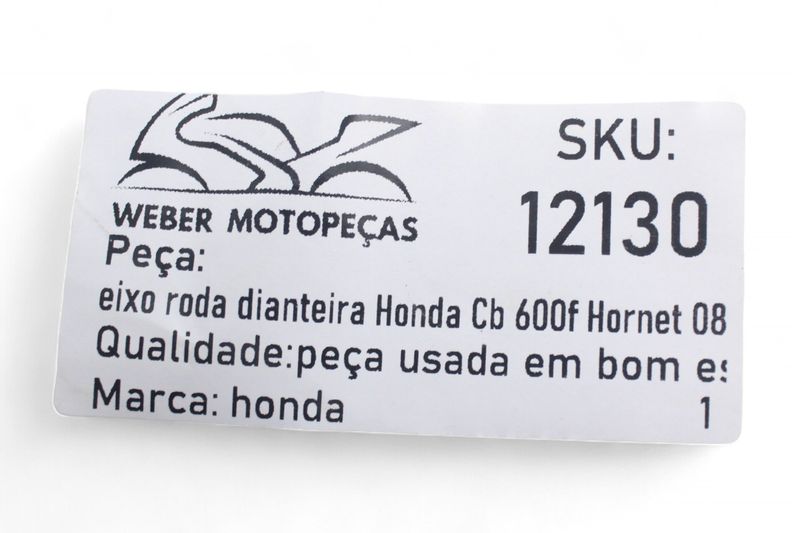 WEBER MOTOPEÇAS
SKU:
12130
Peça:
eixo roda dianteira Honda Cb 600f Hornet 08
Qualidade:peça usada em bom es
Marca: honda
1